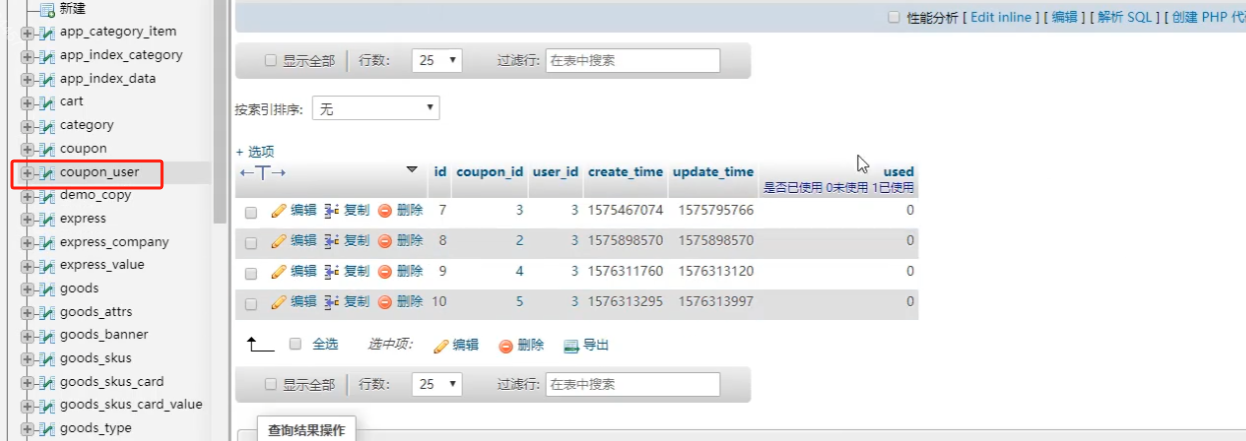 新建
app_category_item
app_index_category
app_index_data
cart
category
coupon
coupon_user
demo_copy
express
express_company
express_value
goods
goods_attrs
goods_banner
goods_skus
goods_skus_card
goods_skus_card_value
goods_type
性能分析 [ Edit inline ] [ 编辑 ] [ 解析 SQL ] [ 创建 PHP 代
显示全部 行数: 25 过滤行: 在表中搜索
按索引排序: 无
+ 选项
←T→ id coupon_id user_id create_time update_time used
是否已使用 0未使用 1已使用
编辑 复制 删除 7 3 3 1575467074 1575795766 0
编辑 复制 删除 8 2 3 1575898570 1575898570 0
编辑 复制 删除 9 4 3 1576311760 1576313120 0
编辑 复制 删除 10 5 3 1576313295 1576313997 0
全选 选中项: 编辑 删除 导出
显示全部 行数: 25 过滤行: 在表中搜索
查询结果操作